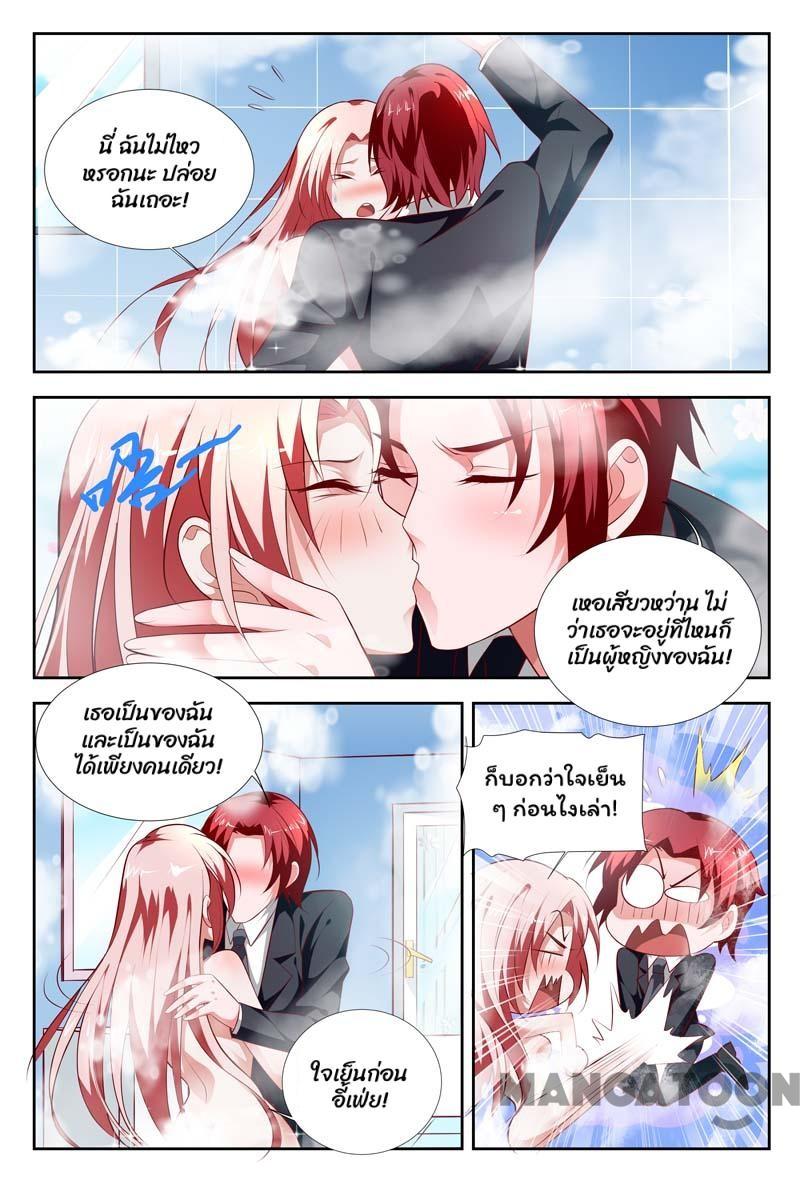 นี่ ฉันไม่ไหว
หรอกนะ ปล่อย
ฉันเถอะ!
唔一
เหอเสียวหว่าน ไม่
ว่าเธอจะอยู่ที่ไหนก็
เป็นผู้หญิงของฉัน!
เธอเป็นของฉัน
และเป็นของฉัน
ได้เพียงคนเดียว!
ใจเย็นก่อน
อี้เฟย!
ก็บอกว่าใจเย็น
ๆ ก่อนไงเล่า!
MANGATOON